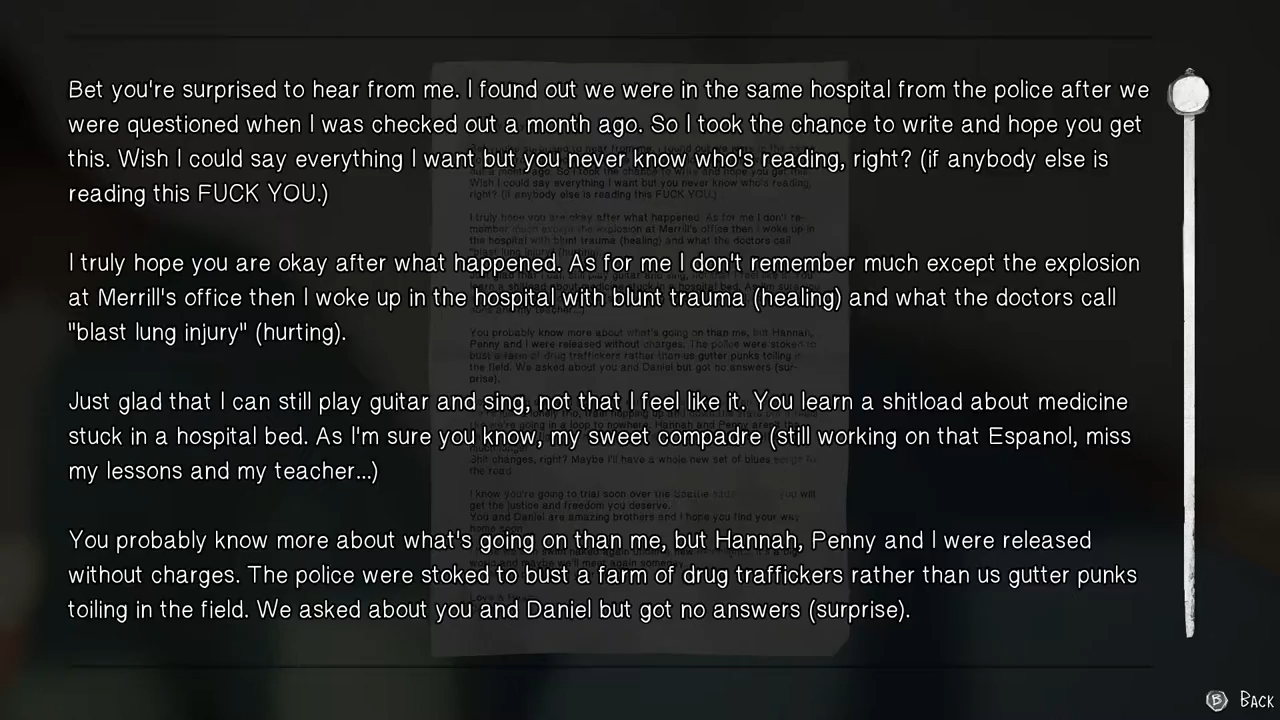 Bet you're surprised to hear from me. I found out we were in the same hospital from the police after we
were questioned when I was checked out a month ago. So I took the chance to write and hope you get
this. Wish I could say everything I want but you never know who's reading, right? (if anybody else is
reading this FUCK YOU.)
I truly hope you are okay after what happened. As for me I don't remember much except the explosion
at Merrill's office then I woke up in the hospital with blunt trauma (healing) and what the doctors call
"blast lung injury" (hurting).
Just glad that I can still play guitar and sing, not that I feel like it. You learn a shitload about medicine
stuck in a hospital bed. As I'm sure you know, my sweet compadre (still working on that Espanol, miss
my lessons and my teacher...)
You probably know more about what's going on than me, but Hannah, Penny and I were released
without charges. The police were stoked to bust a farm of drug traffickers rather than us gutter punks
toiling in the field. We asked about you and Daniel but got no answers (surprise).
B Back